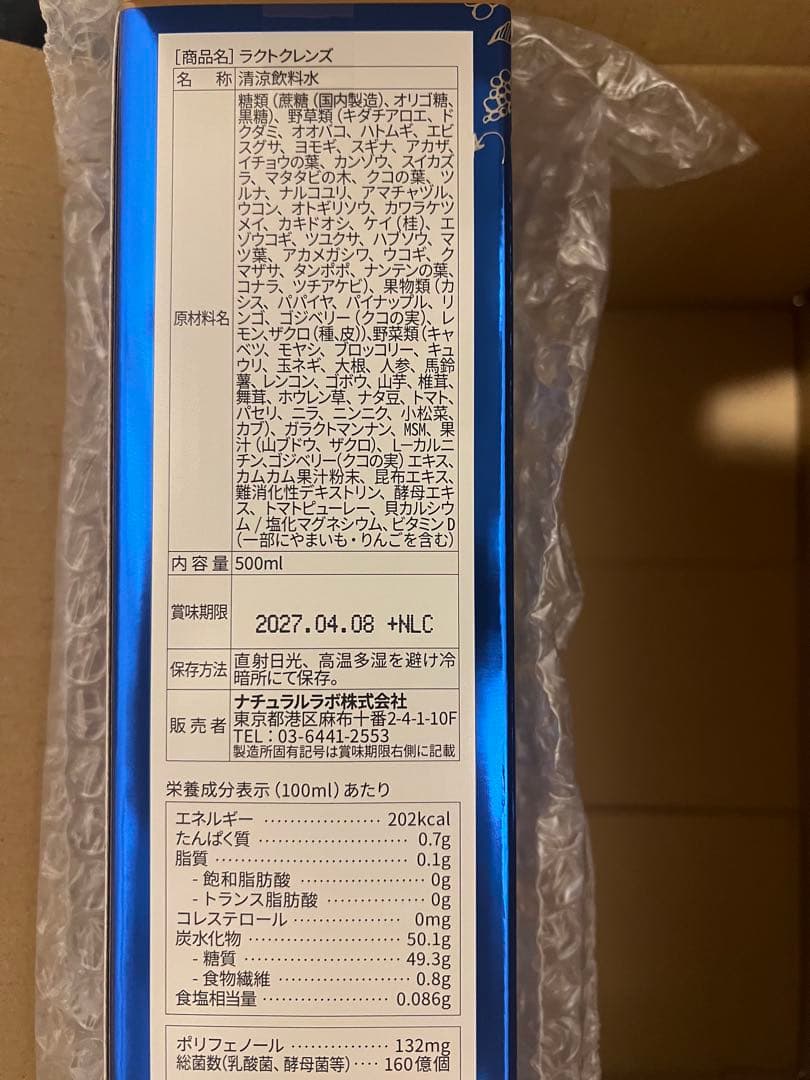 ［商品名］ラクトクレンズ
名　称 清涼飲料水
原材料名
糖類（蔗糖（国内製造）、オリゴ糖、
黒糖）、野草類（キダチアロエ、ド
クダミ、オオバコ、ハトムギ、エビ
スグサ、ヨモギ、スギナ、アカザ、
イチョウの葉、カンゾウ、スイカズ
ラ、マタタビの木、クコの葉、ツ
ルナ、ナルコユリ、アマチャヅル、
ウコン、オトギリソウ、カワラケツ
メイ、カキドオシ、ケイ（桂）、エ
ゾウコギ、ツユクサ、ハブソウ、マ
ツ葉、アカメガシワ、ウコギ、ク
マザサ、タンポポ、ナンテンの葉、
コナラ、ツチアケビ）、果物類（カ
シス、パパイヤ、パイナップル、リ
ンゴ、ゴジベリー（クコの実）、レ
モン､ザクロ（種､皮））､野菜類（キャ
ベツ、モヤシ、ブロッコリー、キュ
ウリ、玉ネギ、大根、人参、馬鈴
薯、レンコン、ゴボウ、山芋、椎茸、
舞茸、ホウレン草、ナタ豆、トマト、
パセリ、ニラ、ニンニク、小松菜、
カブ）、ガラクトマンナン、MSM、果
汁（山ブドウ、ザクロ）、L－カルニ
チン､ゴジベリー（クコの実）エキス、
カムカム果汁粉末、昆布エキス、
難消化性デキストリン、酵母エキ
ス、トマトピューレー、貝カルシウ
ム／塩化マグネシウム、ビタミンD
（一部にやまいも・りんごを含む）
内容量 500ml
賞味期限 2027.04.08 +NLC
保存方法 直射日光、高温多湿を避け冷
暗所にて保存。
販売者 ナチュラルラボ株式会社
東京都港区麻布十番2-4-1-10F
TEL：03-6441-2553
製造所固有記号は賞味期限右側に記載
栄養成分表示（100ml）あたり
エネルギー ･･････････････････ 202kcal
たんぱく質 ･･････････････････････ 0.7g
脂質 ･････････････････････････････ 0.1g
- 飽和脂肪酸 ････････････････････ 0g
- トランス脂肪酸 ････････････････ 0g
コレステロール ････････････････ 0mg
炭水化物 ･･･････････････････････ 50.1g
- 糖質 ･････････････････････････ 49.3g
- 食物繊維 ････････････････････ 0.8g
食塩相当量 ････････････････････ 0.086g
ポリフェノール ･･･････････････ 132mg
総菌数(乳酸菌、酵母菌等) ････ 160億個